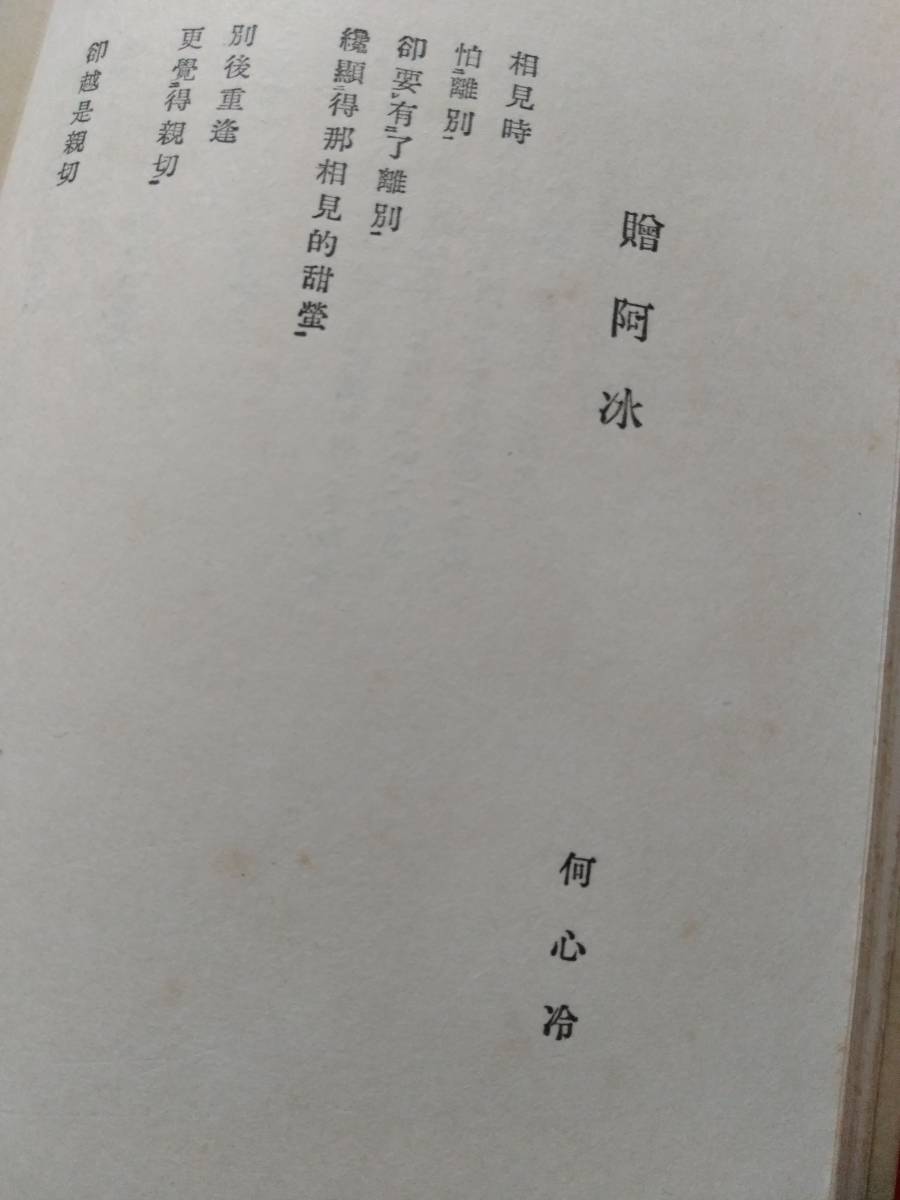 贈阿冰
何心冷
相見時
怕離別
卻要有了離別
纔顯得那相見的甜螢
別後重逢
更覺得親切
卻越是親切